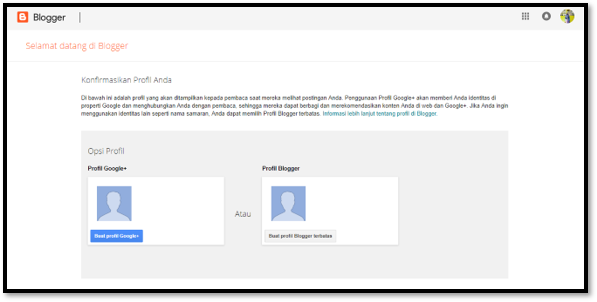 Blogger
Selamat datang di Blogger
Konfirmasikan Profil Anda
Di bawah ini adalah profil yang akan ditampilkan kepada pembaca saat mereka melihat postingan Anda. Penggunaan Profil Google+ akan memberi Anda identitas di
properti Google dan menghubungkan Anda dengan pembaca, sehingga mereka dapat berbagi dan merekomendasikan konten Anda di web dan Google+. Jika Anda ingin
menggunakan identitas lain seperti nama samaran, Anda dapat memilih Profil Blogger terbatas. Informasi lebih lanjut tentang profil di Blogger.
Opsi Profil
Profil Google+
Profil Blogger
Atau
Buat profil Google+
Buat profil Blogger terbatas